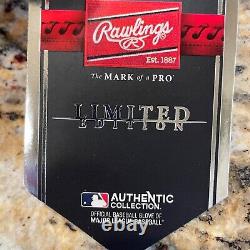 Rawlings
Est. 1887
The MARK of a PRO
LIMITED
EDITION
AUTHENTIC
COLLECTION
OFFICIAL BASEBALL GLOVE OF
MAJOR LEAGUE BASEBALL